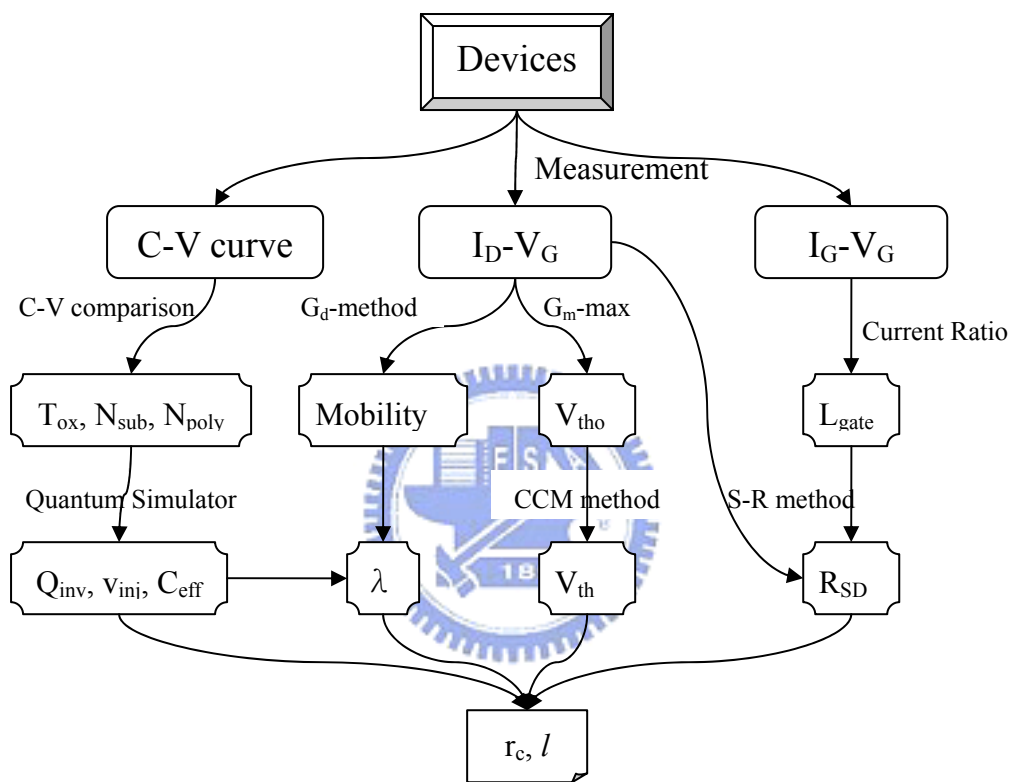 Devices
Measurement
C-V curve
I_D-V_G
I_G-V_G
C-V comparison
G_d-method
G_m-max
Current Ratio
T_ox, N_sub, N_poly
Mobility
V_tho
L_gate
E S
Quantum Simulator
CCM method
S-R method
Q_inv, v_inj, C_eff
λ
V_th
R_SD
18
r_c, l